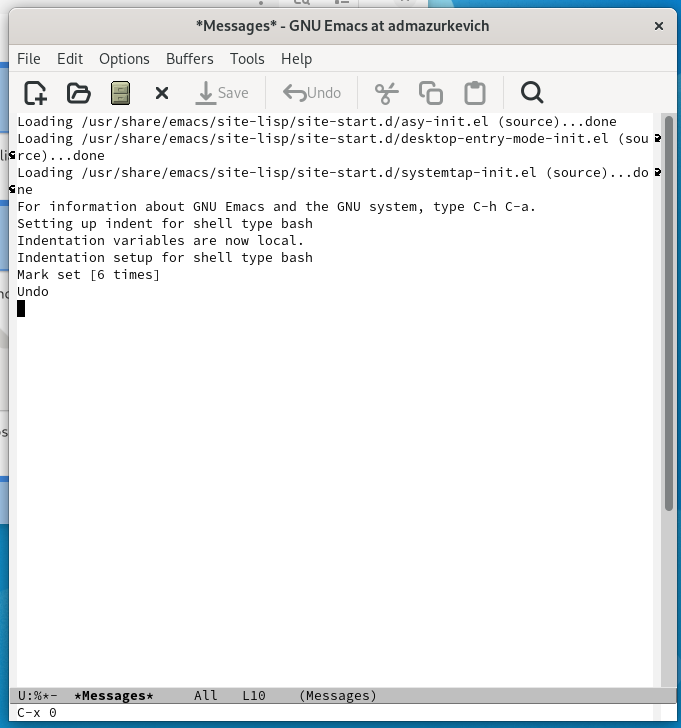 *Messages* - GNU Emacs at admazurkevich
File Edit Options Buffers Tools Help
Save Undo
Loading /usr/share/emacs/site-lisp/site-start.d/asy-init.el (source)...done
Loading /usr/share/emacs/site-lisp/site-start.d/desktop-entry-mode-init.el (sou
rce)...done
Loading /usr/share/emacs/site-lisp/site-start.d/systemtap-init.el (source)...do
ne
For information about GNU Emacs and the GNU system, type C-h C-a.
Setting up indent for shell type bash
Indentation variables are now local.
Indentation setup for shell type bash
Mark set [6 times]
Undo
U:%*-  *Messages*     All   L10    (Messages)
C-x 0